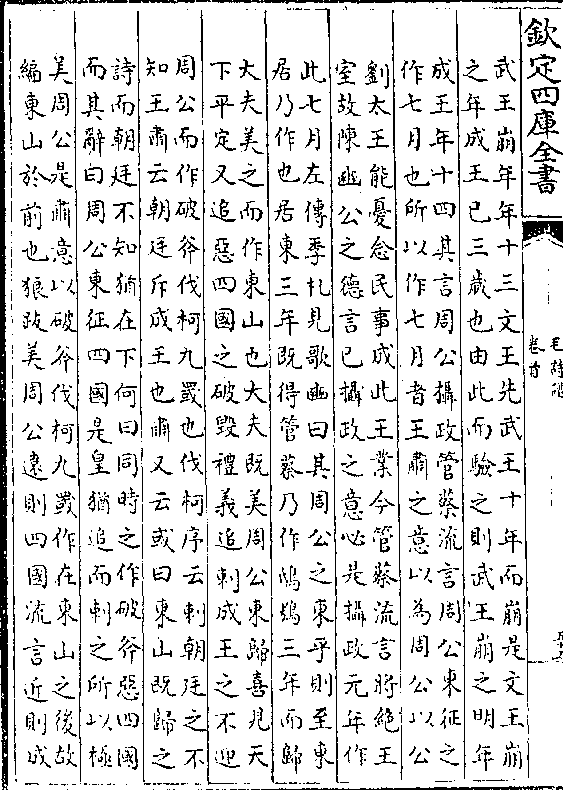 欽定四庫全書
毛詩注疏
卷首
武王崩年年十三文王先武王十年而崩是文王崩
之年成王已三歲也由此而驗之則武王崩之明年
成王年十四其言周公攝政管蔡流言周公東征之
作七月也所以作七月者王肅之意以為周公以公
劉太王能憂念民事成此王業今管蔡流言將絶王
室故陳豳公之德言已攝政之意必是攝政元年作
此七月左傳季札見歌豳曰其周公之東乎則至東
居乃作也居東三年既得管蔡乃作鴟鴞三年而歸
大夫美之而作東山也大夫既美周公東歸喜見天
下平定又追惡四國之破毁禮義追刺成王之不迎
周公而作破斧伐柯九罭也伐柯序云刺朝廷之不
知王肅云朝廷斥成王也肅又云或曰東山既歸之
詩而朝廷不知猶在下何曰同時之作破斧惡四國
而其辭曰周公東征四國是皇猶追而刺之所以極
美周公是肅意以破斧伐柯九罭作在東山之後故
編東山於前也狼跋美周公遠則四國流言近則成